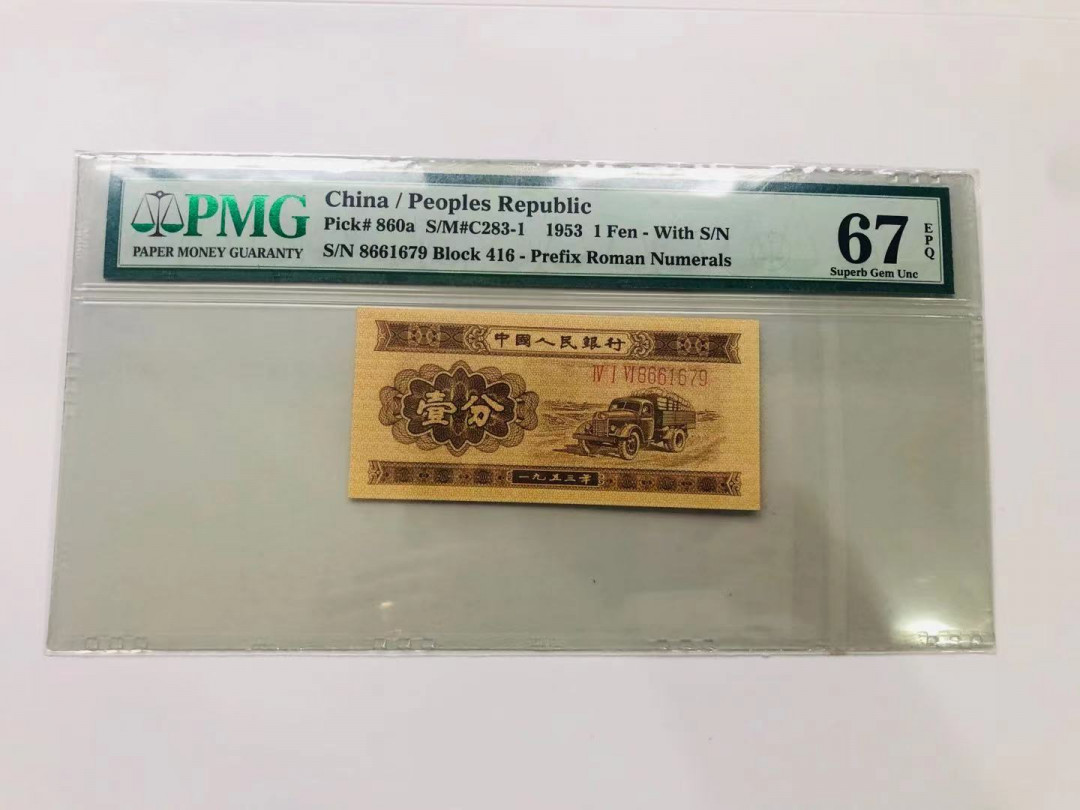 PMG
PAPER MONEY GUARANTY
China / Peoples Republic
Pick# 860a S/M#C283-1 1953 1 Fen - With S/N
S/N 8661679 Block 416 - Prefix Roman Numerals
67
EPQ
Superb Gem Unc
中國人民銀行
Ⅳ Ⅰ Ⅵ 8661679
壹分
一九五三年